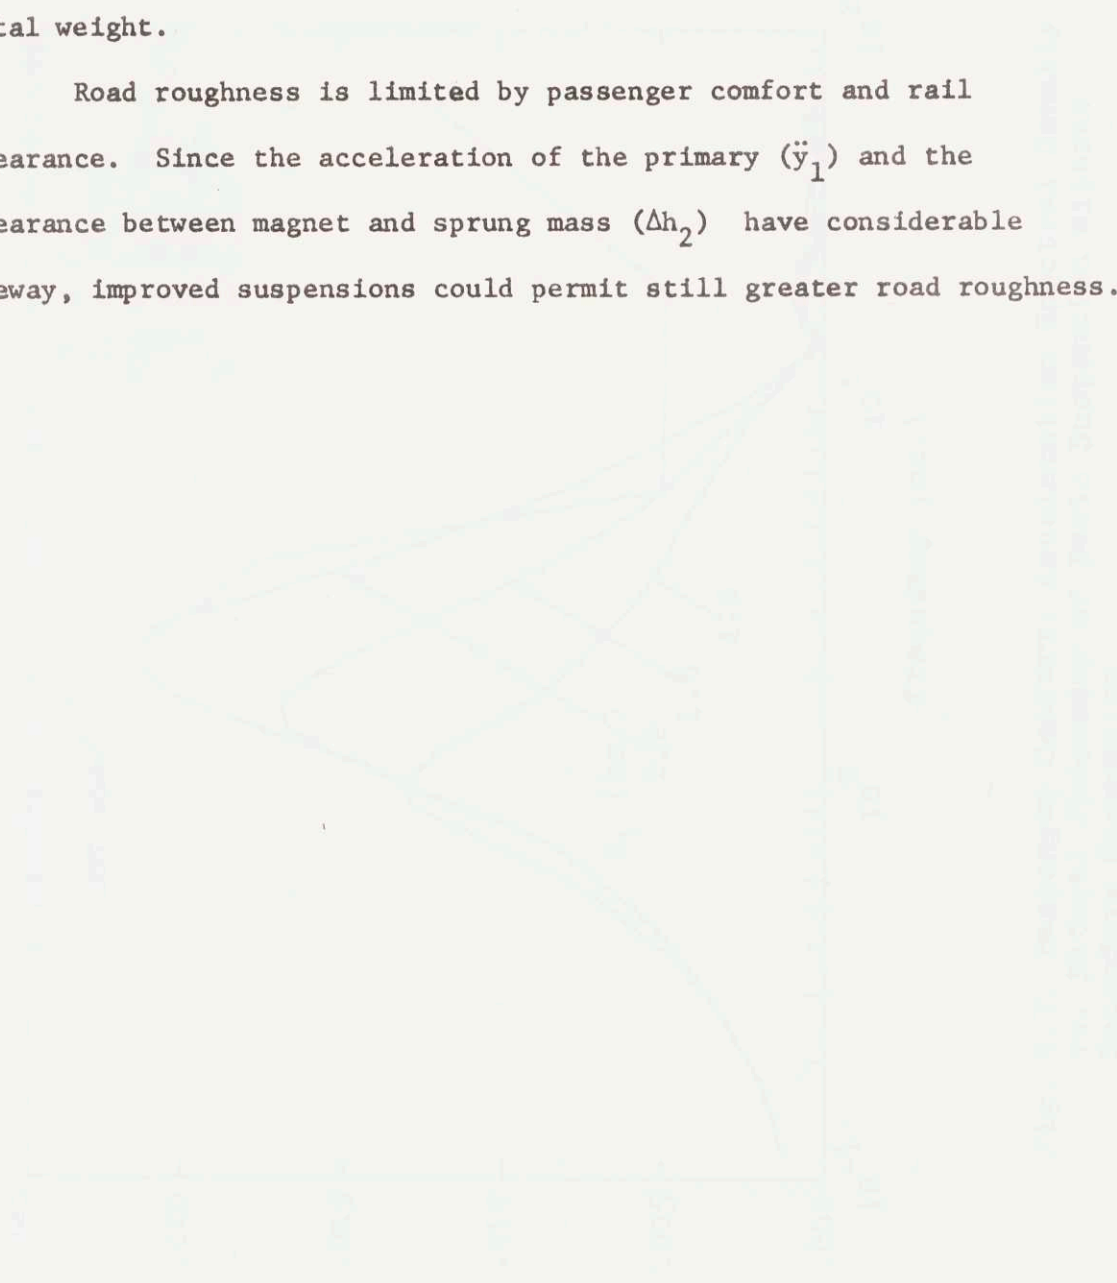 tal weight.
Road roughness is limited by passenger comfort and rail
earance. Since the acceleration of the primary (ÿ₁) and the
earance between magnet and sprung mass (Δh₂) have considerable
eway, improved suspensions could permit still greater road roughness.